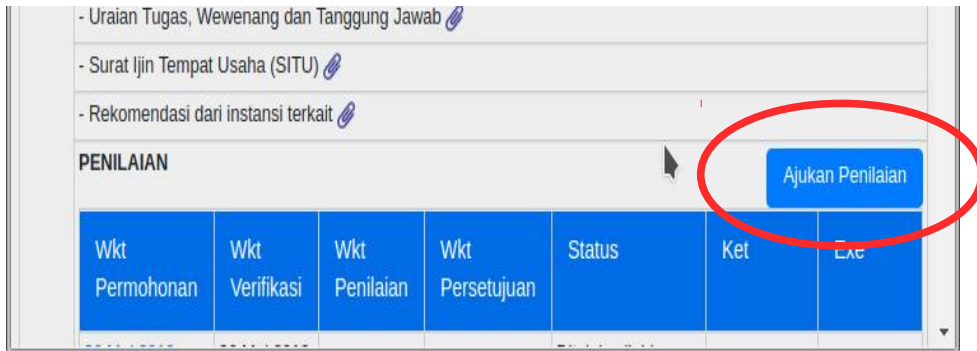 - Uraian Tugas, Wewenang dan Tanggung Jawab
- Surat Ijin Tempat Usaha (SITU)
- Rekomendasi dari instansi terkait
PENILAIAN
Ajukan Penilaian
Wkt Permohonan
Wkt Verifikasi
Wkt Penilaian
Wkt Persetujuan
Status
Ket
Exe